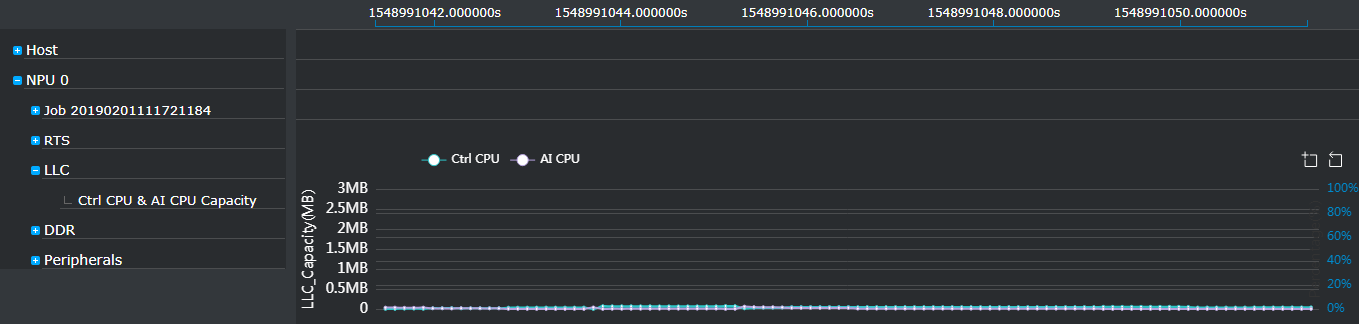 1548991042.000000s 1548991044.000000s 1548991046.000000s 1548991048.000000s 1548991050.000000s
Host
NPU 0
Job 20190201111721184
RTS
LLC
Ctrl CPU & AI CPU Capacity
DDR
Peripherals
Ctrl CPU AI CPU
LLC_Capacity(MB)
3MB 100%
2.5MB 80%
2MB 60%
1.5MB 40%
1MB 20%
0.5MB
0 0%